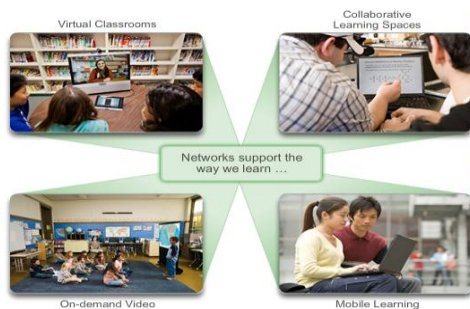 Virtual Classrooms
Collaborative
Learning Spaces
Networks support the
way we learn ...
On-demand Video
Mobile Learning